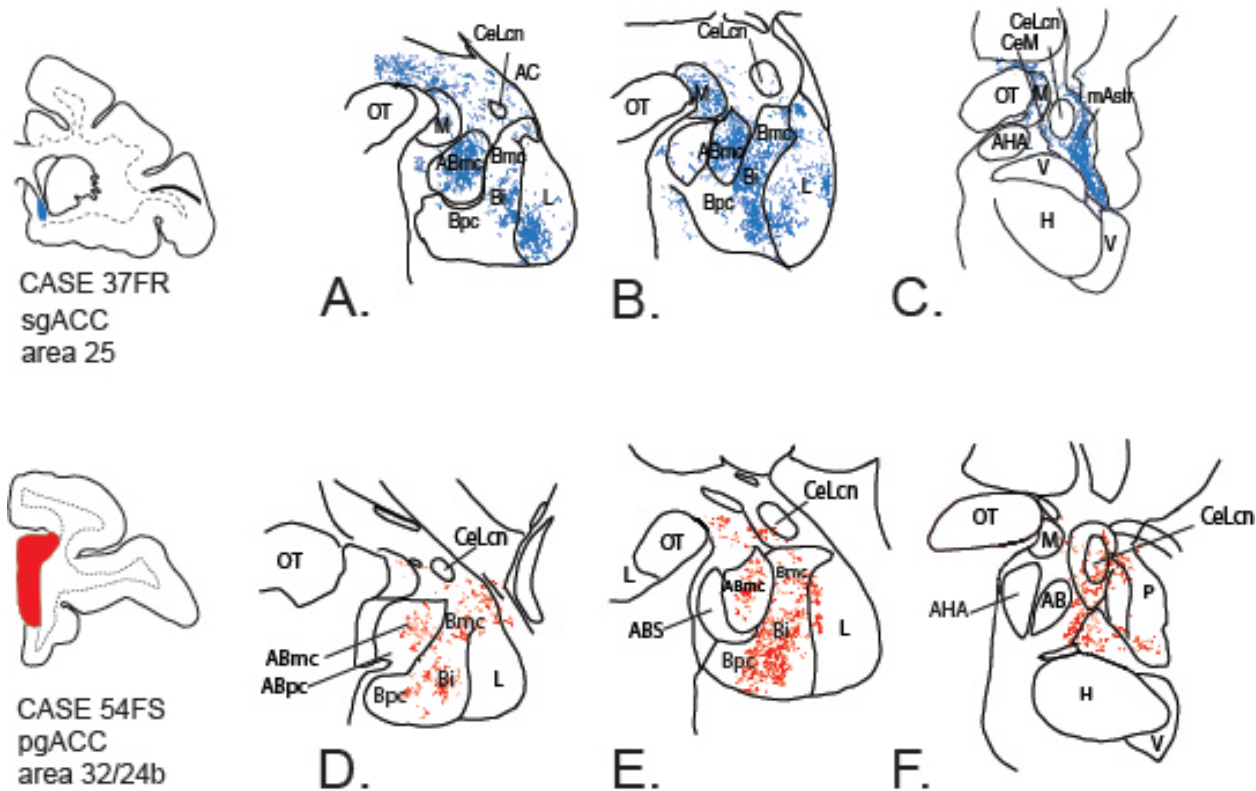 CeLcn
AC
OT
M
ABmc
Bmc
Bi
L
Bpc
A.
CeLcn
OT
M
ABmc
Bmc
Bi
L
Bpc
B.
CeLcn
CeM
OT
M
mAstr
AHA
V
H
V
C.
CASE 37FR
sgACC
area 25
OT
CeLcn
ABmc
ABpc
Bmc
Bi
Bpc
L
D.
CeLcn
OT
L
ABmc
Bmc
ABS
Bi
Bpc
L
E.
OT
CeLcn
M
AHA
AB
P
H
V
F.
CASE 54FS
pgACC
area 32/24b